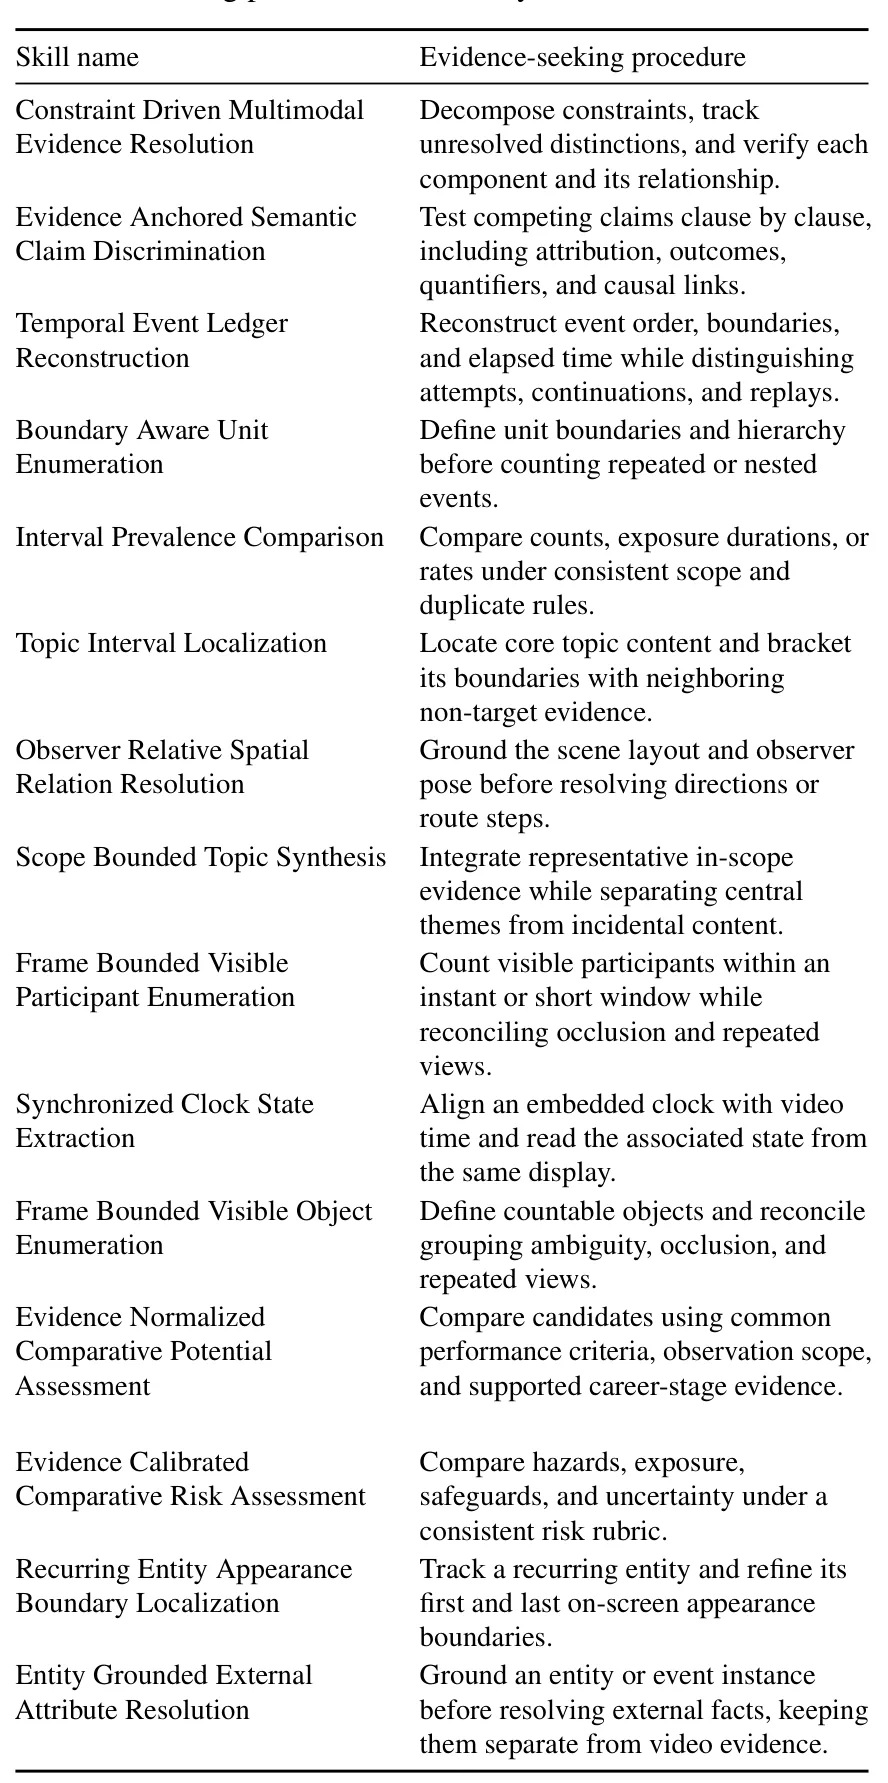 Skill name
Evidence-seeking procedure
Constraint Driven Multimodal
Evidence Resolution
Decompose constraints, track
unresolved distinctions, and verify each
component and its relationship.
Evidence Anchored Semantic
Claim Discrimination
Test competing claims clause by clause,
including attribution, outcomes,
quantifiers, and causal links.
Temporal Event Ledger
Reconstruction
Reconstruct event order, boundaries,
and elapsed time while distinguishing
attempts, continuations, and replays.
Boundary Aware Unit
Enumeration
Define unit boundaries and hierarchy
before counting repeated or nested
events.
Interval Prevalence Comparison
Compare counts, exposure durations, or
rates under consistent scope and
duplicate rules.
Topic Interval Localization
Locate core topic content and bracket
its boundaries with neighboring
non-target evidence.
Observer Relative Spatial
Relation Resolution
Ground the scene layout and observer
pose before resolving directions or
route steps.
Scope Bounded Topic Synthesis
Integrate representative in-scope
evidence while separating central
themes from incidental content.
Frame Bounded Visible
Participant Enumeration
Count visible participants within an
instant or short window while
reconciling occlusion and repeated
views.
Synchronized Clock State
Extraction
Align an embedded clock with video
time and read the associated state from
the same display.
Frame Bounded Visible Object
Enumeration
Define countable objects and reconcile
grouping ambiguity, occlusion, and
repeated views.
Evidence Normalized
Comparative Potential
Assessment
Compare candidates using common
performance criteria, observation scope,
and supported career-stage evidence.
Evidence Calibrated
Comparative Risk Assessment
Compare hazards, exposure,
safeguards, and uncertainty under a
consistent risk rubric.
Recurring Entity Appearance
Boundary Localization
Track a recurring entity and refine its
first and last on-screen appearance
boundaries.
Entity Grounded External
Attribute Resolution
Ground an entity or event instance
before resolving external facts, keeping
them separate from video evidence.